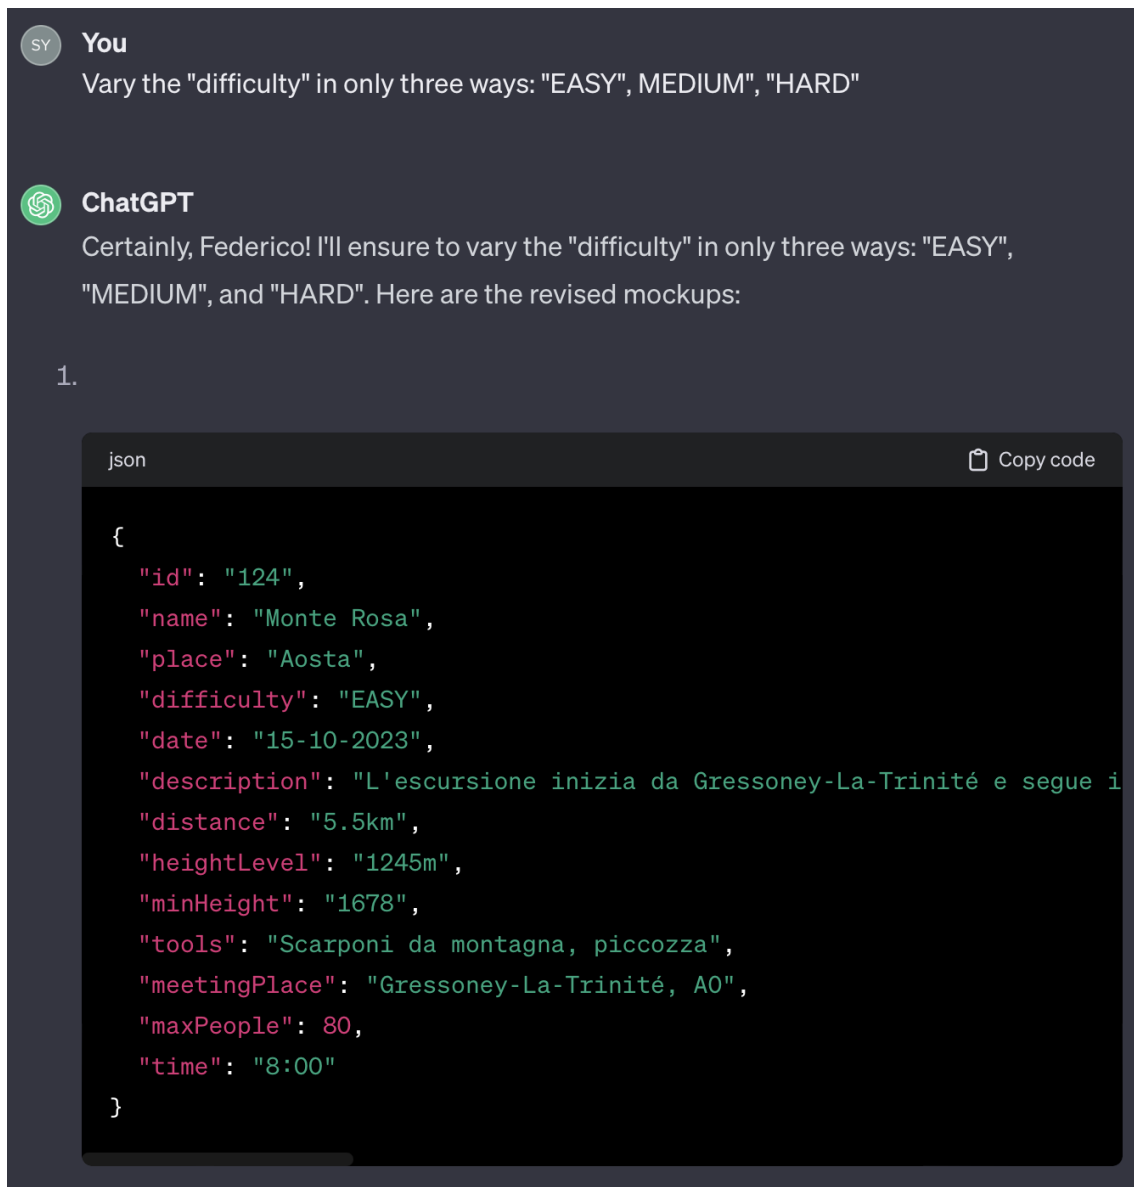 SY
You
Vary the "difficulty" in only three ways: "EASY", MEDIUM", "HARD"
ChatGPT
Certainly, Federico! I'll ensure to vary the "difficulty" in only three ways: "EASY",
"MEDIUM", and "HARD". Here are the revised mockups:
1.
json
Copy code
{
"id": "124",
"name": "Monte Rosa",
"place": "Aosta",
"difficulty": "EASY",
"date": "15-10-2023",
"description": "L'escursione inizia da Gressoney-La-Trinité e segue i
"distance": "5.5km",
"heightLevel": "1245m",
"minHeight": "1678",
"tools": "Scarponi da montagna, piccozza",
"meetingPlace": "Gressoney-La-Trinité, AO",
"maxPeople": 80,
"time": "8:00"
}